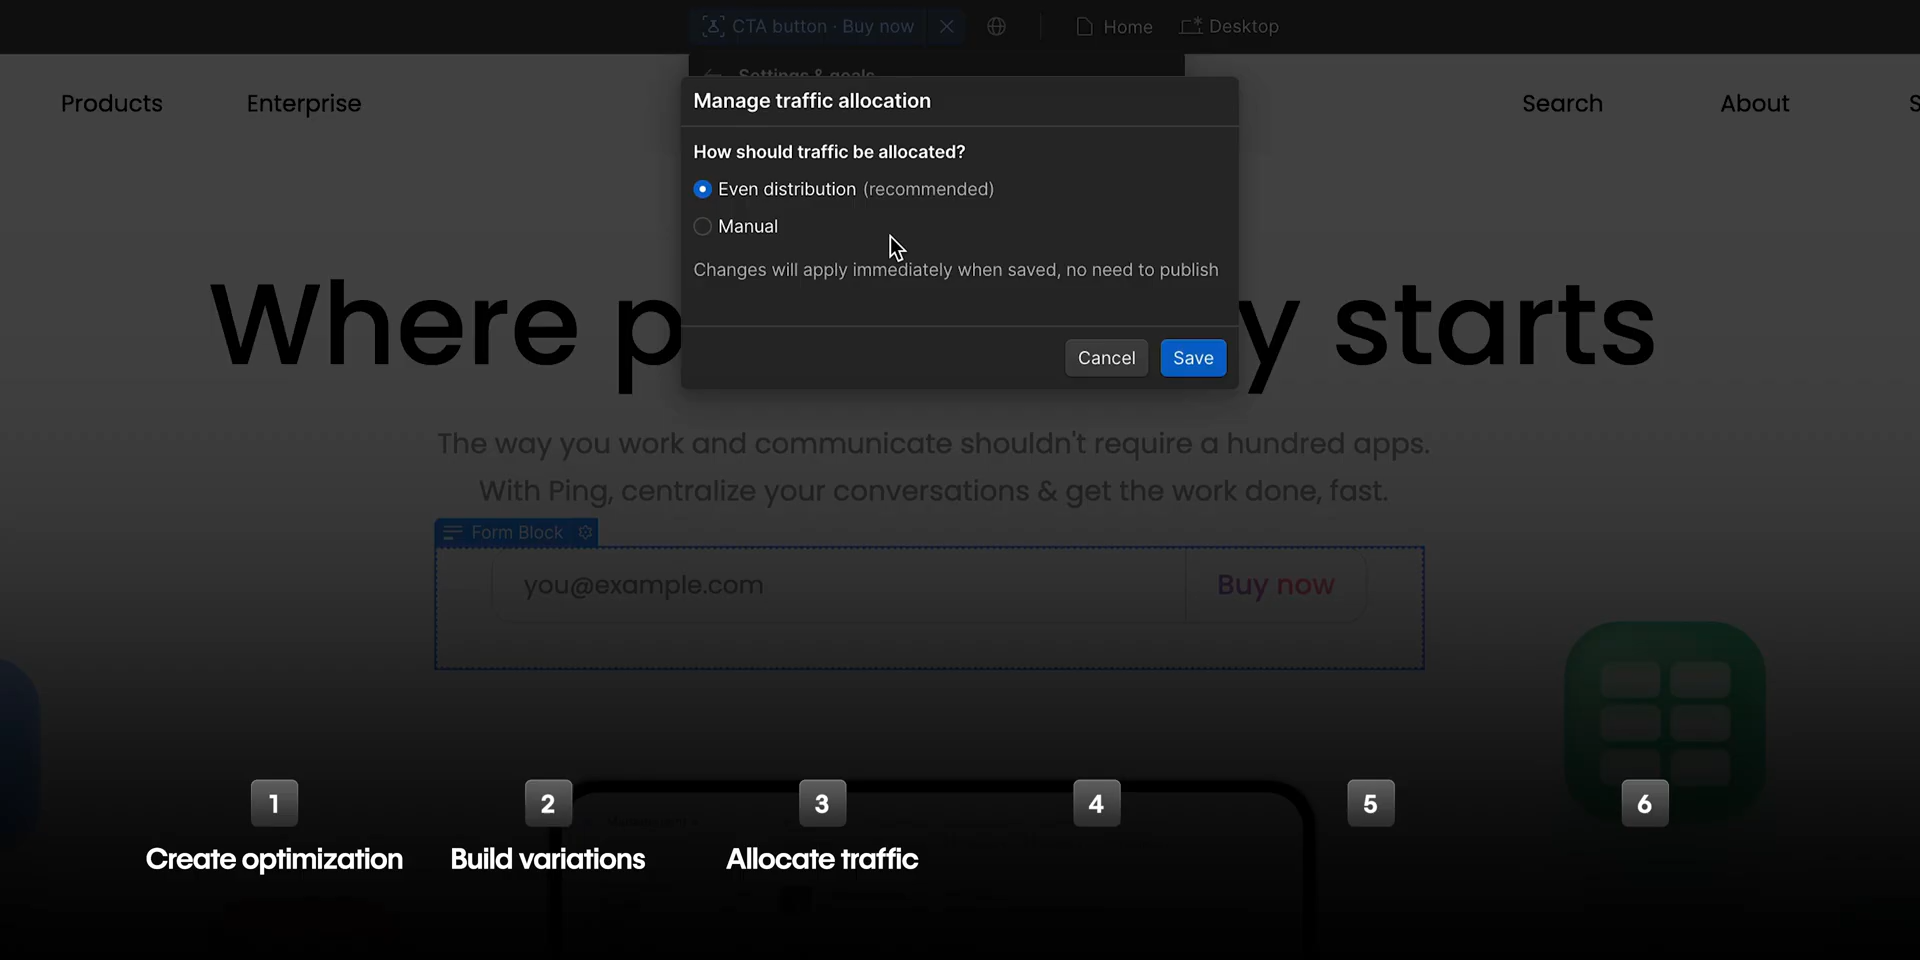 CTA button · Buy now
Home
Desktop
Settings & goals
Products
Enterprise
Search
About
S
Manage traffic allocation
How should traffic be allocated?
Even distribution (recommended)
Manual
Changes will apply immediately when saved, no need to publish
Cancel
Save
Where p y starts
The way you work and communicate shouldn't require a hundred apps.
With Ping, centralize your conversations & get the work done, fast.
Form Block
you@example.com
Buy now
1
2
3
4
5
6
Create optimization
Build variations
Allocate traffic